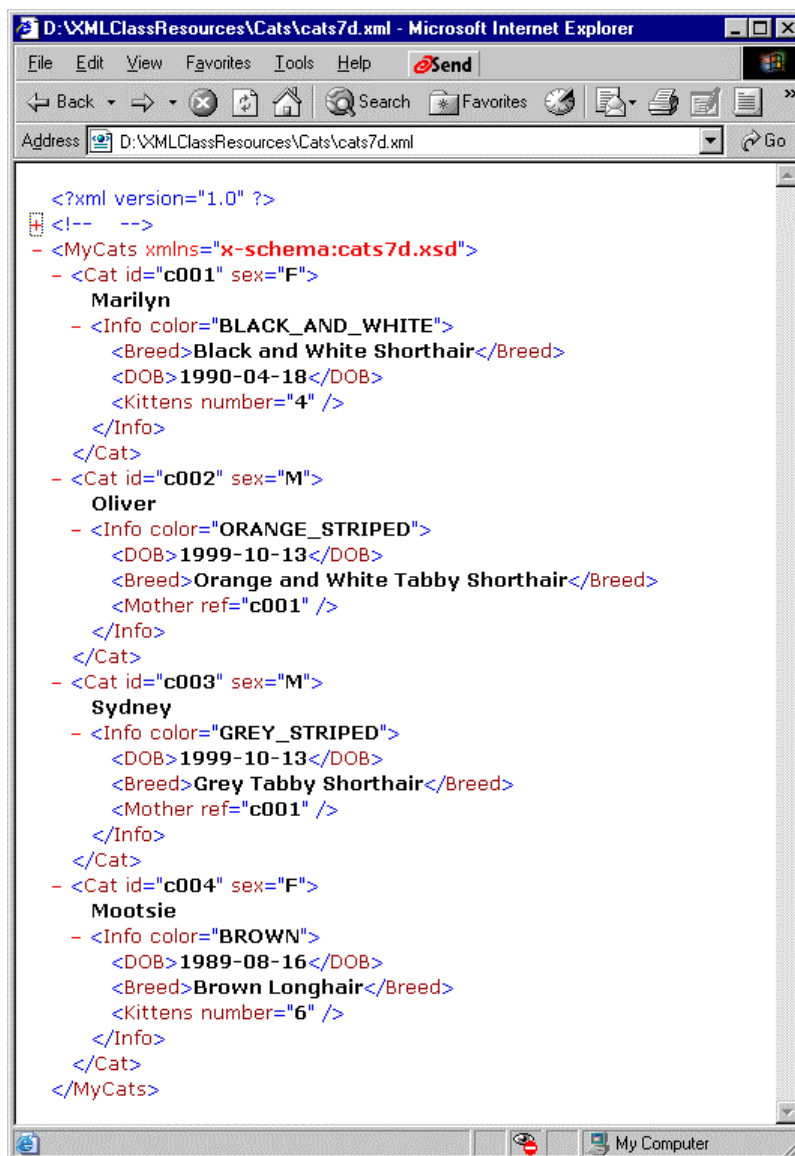 D:\XMLClassResources\Cats\cats7d.xml - Microsoft Internet Explorer
File Edit View Favorites Tools Help eSend
Back Search Favorites »
Address D:\XMLClassResources\Cats\cats7d.xml Go
<?xml version="1.0" ?>
+ <!-- -->
- <MyCats xmlns="x-schema:cats7d.xsd">
- <Cat id="c001" sex="F">
Marilyn
- <Info color="BLACK_AND_WHITE">
<Breed>Black and White Shorthair</Breed>
<DOB>1990-04-18</DOB>
<Kittens number="4" />
</Info>
</Cat>
- <Cat id="c002" sex="M">
Oliver
- <Info color="ORANGE_STRIPED">
<DOB>1999-10-13</DOB>
<Breed>Orange and White Tabby Shorthair</Breed>
<Mother ref="c001" />
</Info>
</Cat>
- <Cat id="c003" sex="M">
Sydney
- <Info color="GREY_STRIPED">
<DOB>1999-10-13</DOB>
<Breed>Grey Tabby Shorthair</Breed>
<Mother ref="c001" />
</Info>
</Cat>
- <Cat id="c004" sex="F">
Mootsie
- <Info color="BROWN">
<DOB>1989-08-16</DOB>
<Breed>Brown Longhair</Breed>
<Kittens number="6" />
</Info>
</Cat>
</MyCats>
My Computer